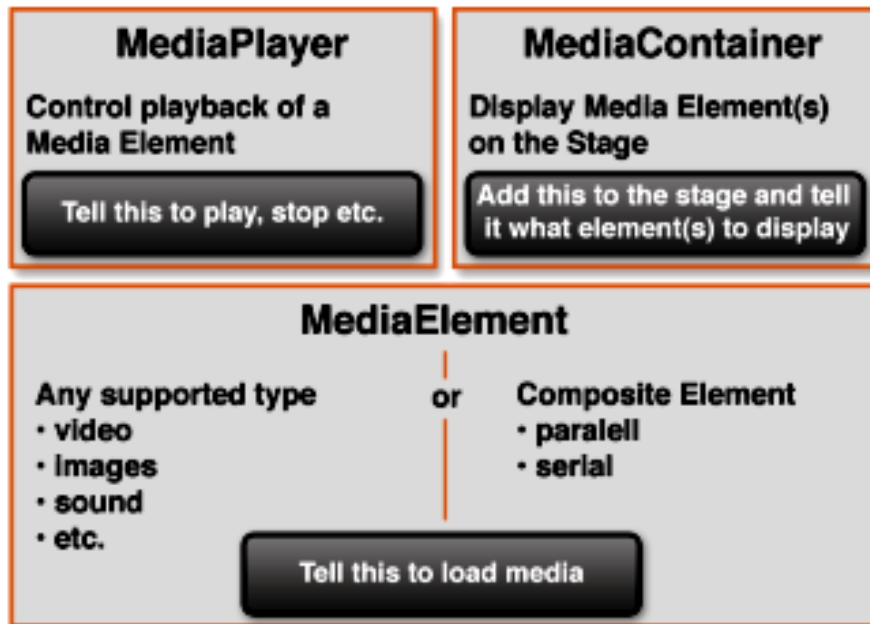 MediaPlayer
Control playback of a
Media Element
Tell this to play, stop etc.
MediaContainer
Display Media Element(s)
on the Stage
Add this to the stage and tell
it what element(s) to display
MediaElement
Any supported type
• video
• images
• sound
• etc.
or
Composite Element
• paralell
• serial
Tell this to load media